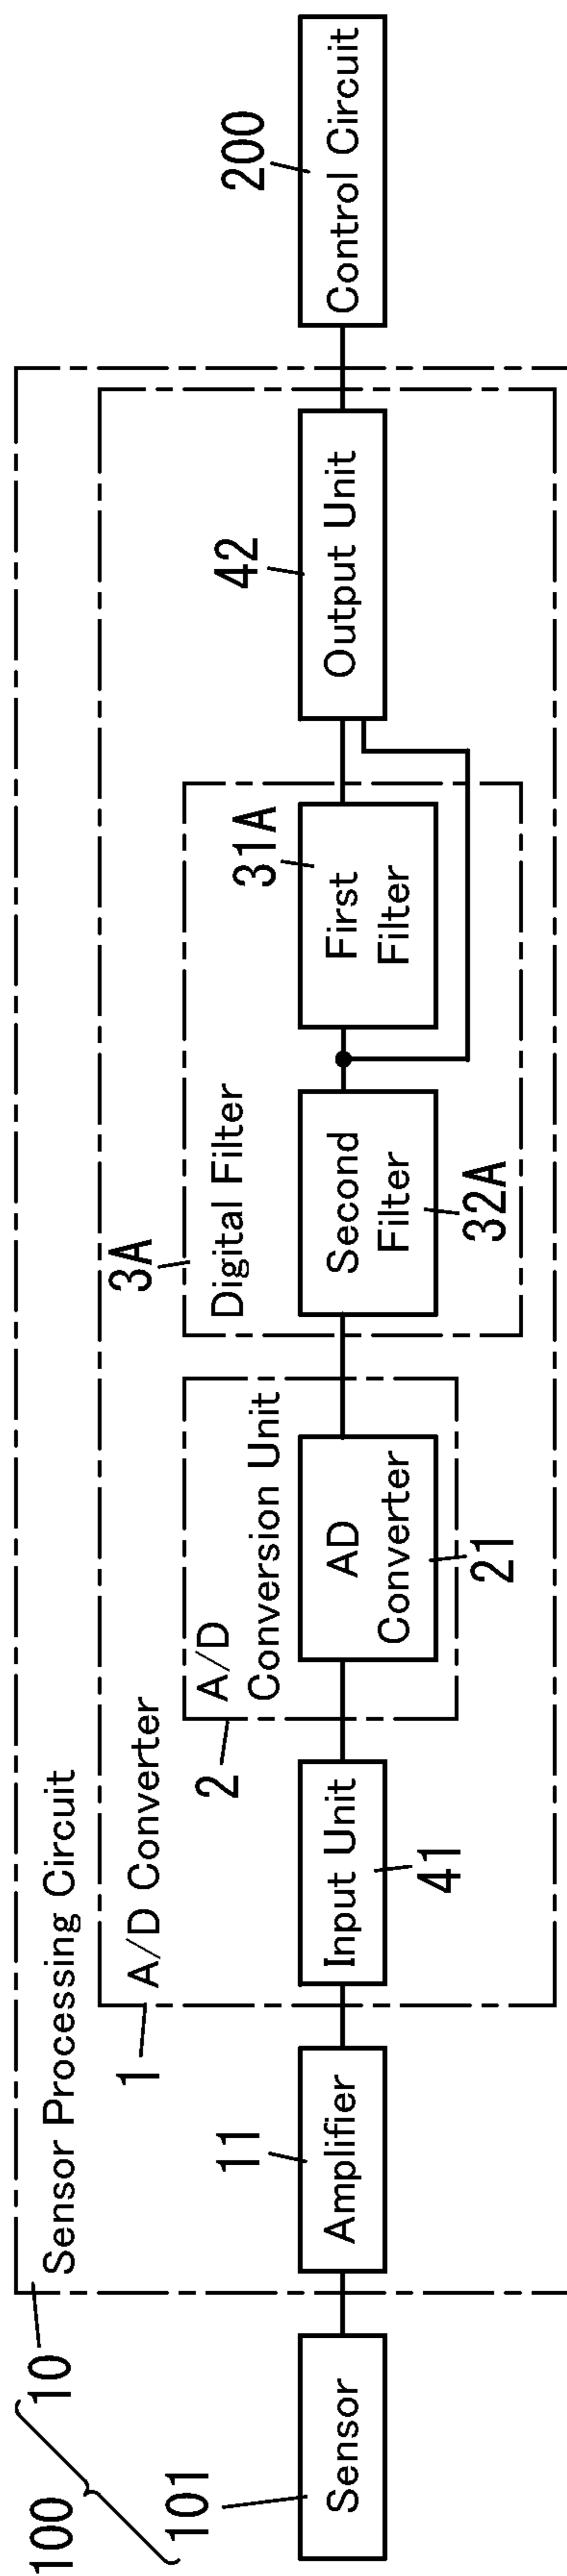 100
10
Sensor Processing Circuit
101
Sensor
11
Amplifier
1
A/D Converter
Input Unit
41
2
A/D
Conversion Unit
AD
Converter
21
3A
Digital Filter
Second
Filter
32A
31A
First
Filter
42
Output Unit
200
Control Circuit